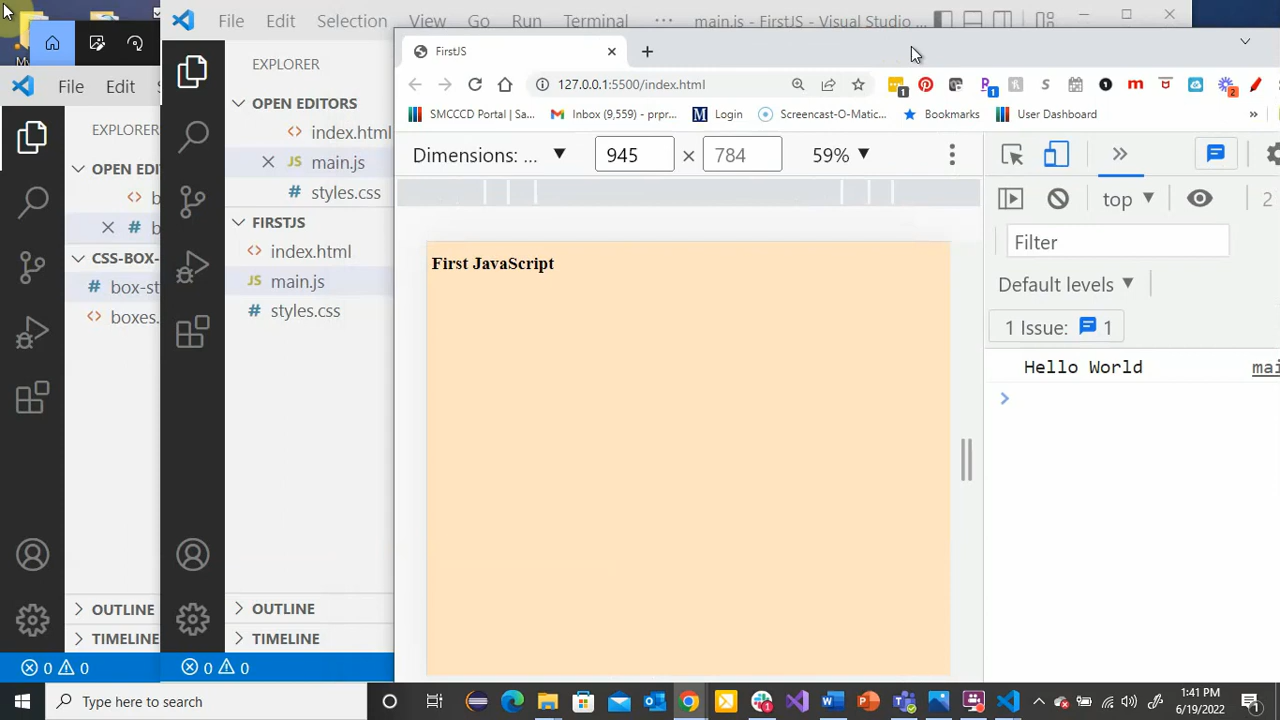 File Edit Selection View Go Run Terminal ··· main.js - FirstJS - Visual Studio ...
EXPLORER
OPEN EDITORS
index.html
JS main.js
# styles.css
FIRSTJS
index.html
JS main.js
# styles.css
OUTLINE
TIMELINE
0 0
File Edit
EXPLORER
OPEN EDI
#
CSS-BOX-
# box-st
boxes.
OUTLINE
TIMELINE
0 0
FirstJS
127.0.0.1:5500/index.html
SMCCCD Portal | Sa...
Inbox (9,559) - prpr...
Login
Screencast-O-Matic...
Bookmarks
User Dashboard
»
Dimensions: ... 945 × 784 59%
First JavaScript
top
2
Filter
Default levels
1 Issue: 1
Hello World mai
Type here to search
1:41 PM
6/19/2022